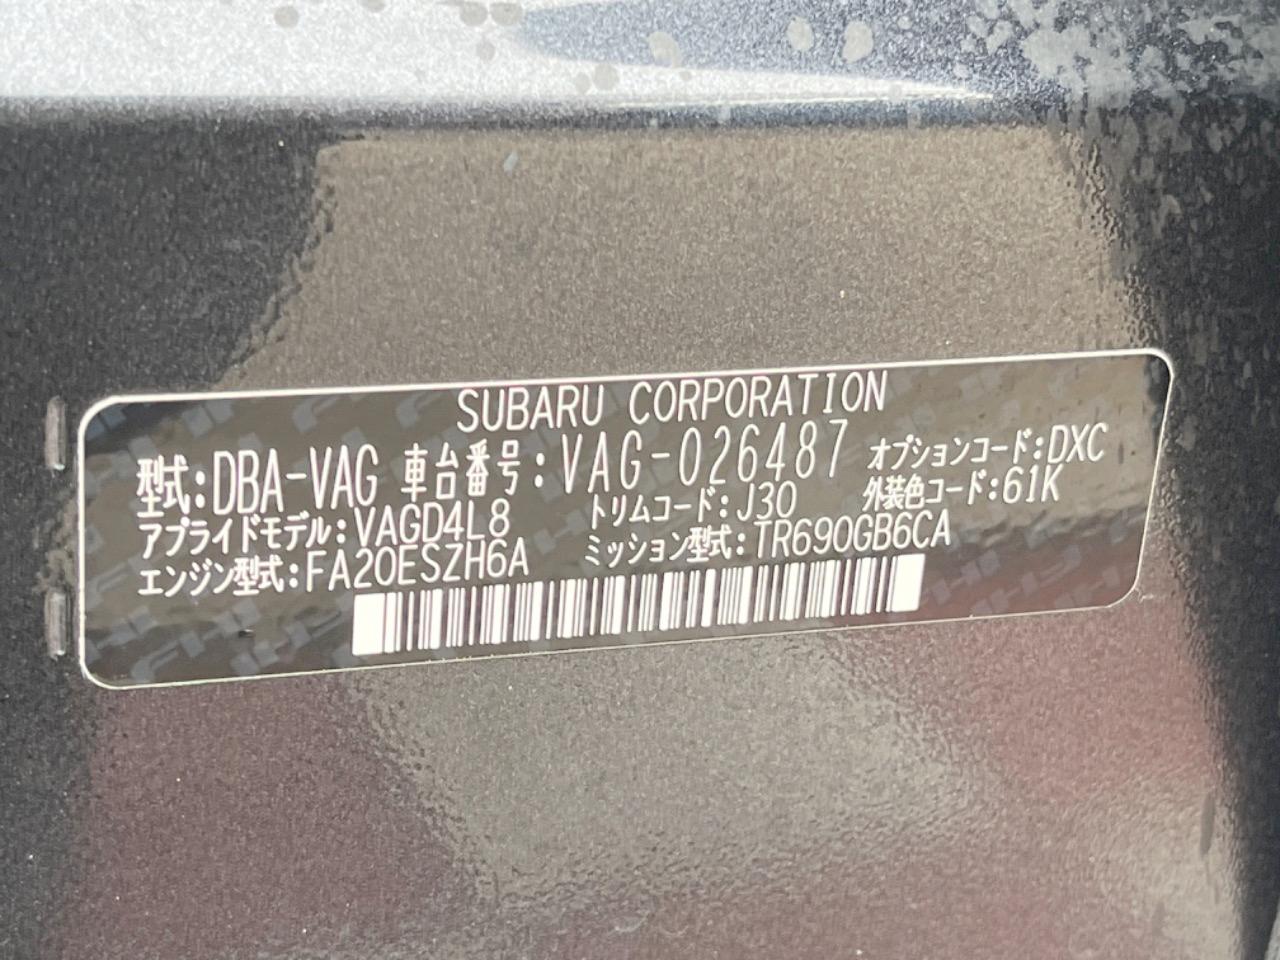 SUBARU CORPORATION
型式:DBA-VAG 車台番号:VAG-026487 オプションコード:DXC
アプライドモデル:VAGD4L8 トリムコード:J30 外装色コード:61K
エンジン型式:FA20ESZH6A ミッション型式:TR690GB6CA